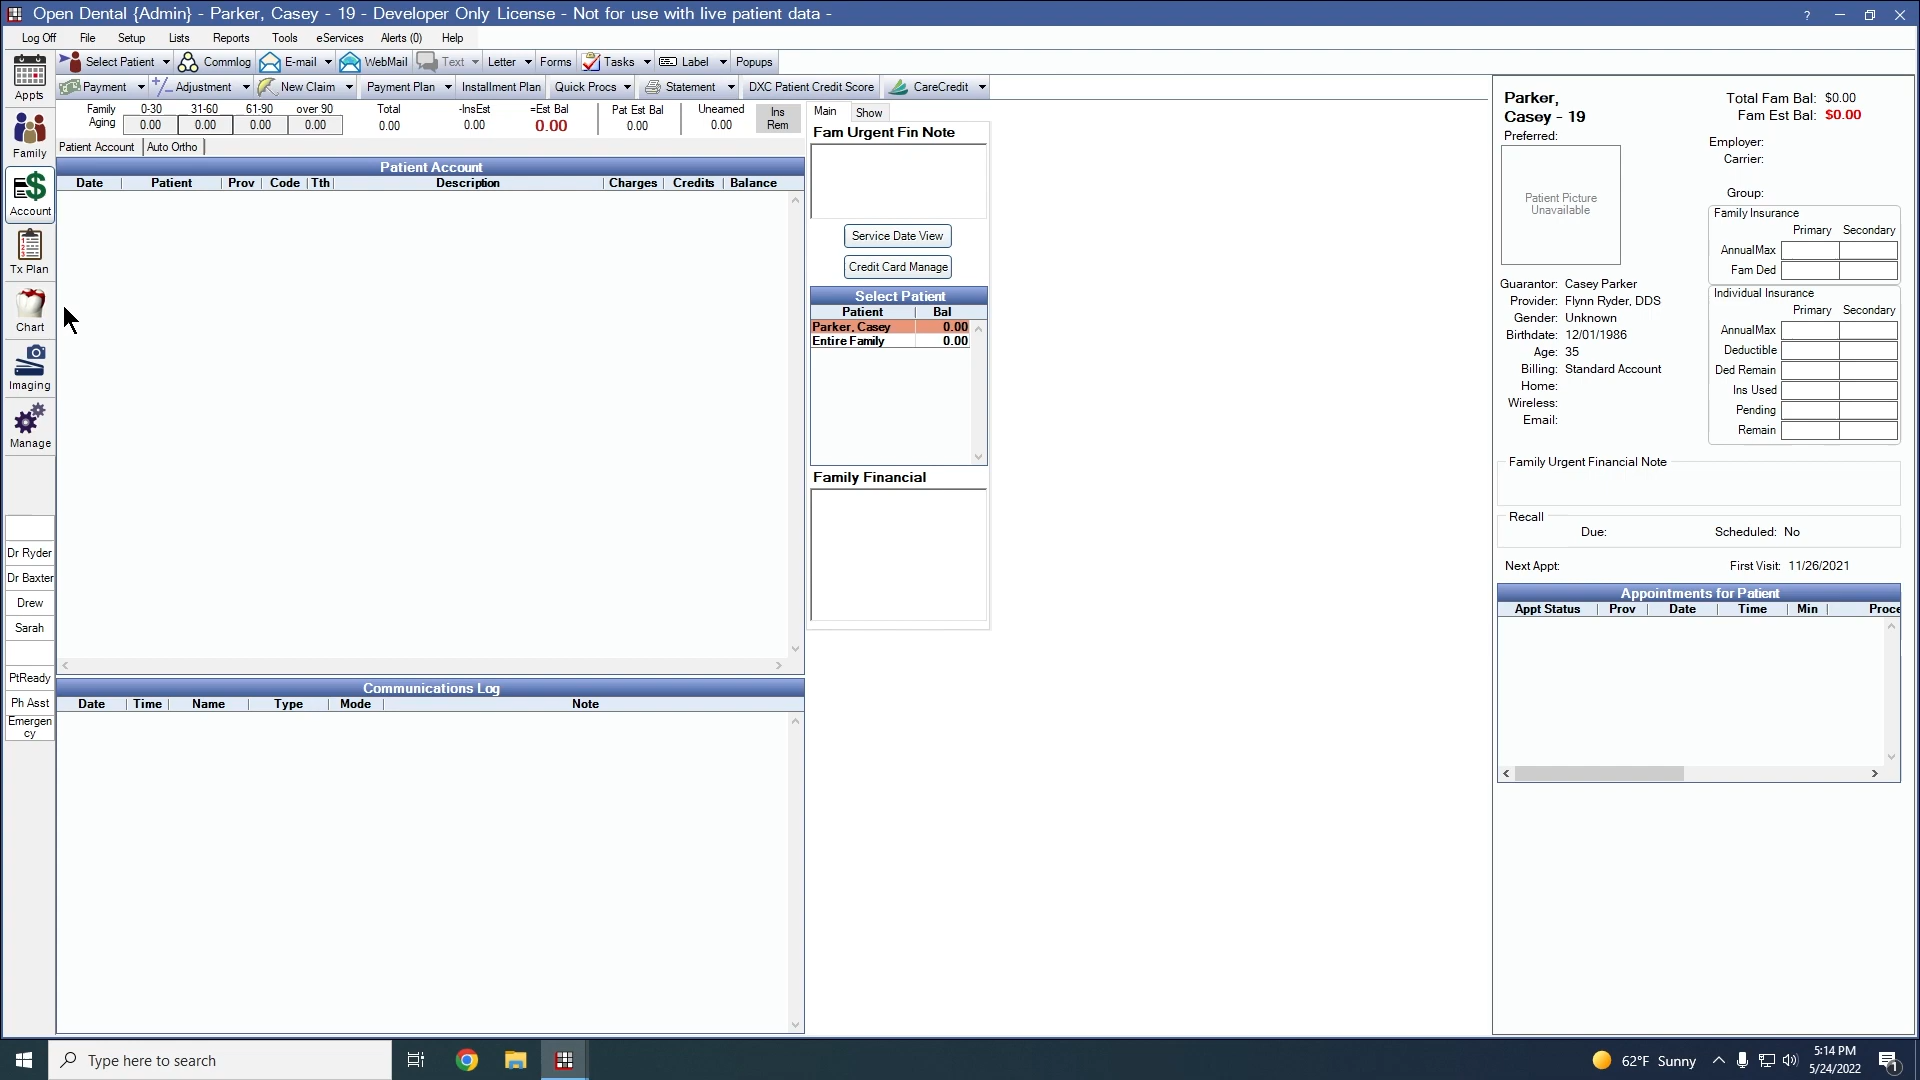 Open Dental {Admin} - Parker, Casey - 19 - Developer Only License - Not for use with live patient data -
Log Off File Setup Lists Reports Tools eServices Alerts (0) Help
Select Patient Commlog E-mail WebMail Text Letter Forms Tasks Label Popups
Payment Adjustment New Claim Payment Plan Installment Plan Quick Procs Statement DXC Patient Credit Score CareCredit
Appts
Family
Account
Tx Plan
Chart
Imaging
Manage
Dr Ryder
Dr Baxter
Drew
Sarah
PtReady
Ph Asst
Emergen
cy
Family 0-30 31-60 61-90 over 90 Total -InsEst =Est Bal Pat Est Bal Unearned
Aging 0.00 0.00 0.00 0.00 0.00 0.00 0.00 0.00 0.00
Ins
Rem
Patient Account Auto Ortho
Patient Account
Date Patient Prov Code Tth Description Charges Credits Balance
Communications Log
Date Time Name Type Mode Note
Main Show
Fam Urgent Fin Note
Service Date View
Credit Card Manage
Select Patient
Patient Bal
Parker, Casey 0.00
Entire Family 0.00
Family Financial
Parker,
Casey - 19
Preferred:
Patient Picture
Unavailable
Total Fam Bal: $0.00
Fam Est Bal: $0.00
Employer:
Carrier:
Group:
Family Insurance
Primary Secondary
AnnualMax
Fam Ded
Guarantor: Casey Parker
Provider: Flynn Ryder, DDS
Gender: Unknown
Birthdate: 12/01/1986
Age: 35
Billing: Standard Account
Home:
Wireless:
Email:
Individual Insurance
Primary Secondary
AnnualMax
Deductible
Ded Remain
Ins Used
Pending
Remain
Family Urgent Financial Note
Recall
Due: Scheduled: No
Next Appt: First Visit: 11/26/2021
Appointments for Patient
Appt Status Prov Date Time Min Proce
Type here to search
62°F Sunny
5:14 PM
5/24/2022
1